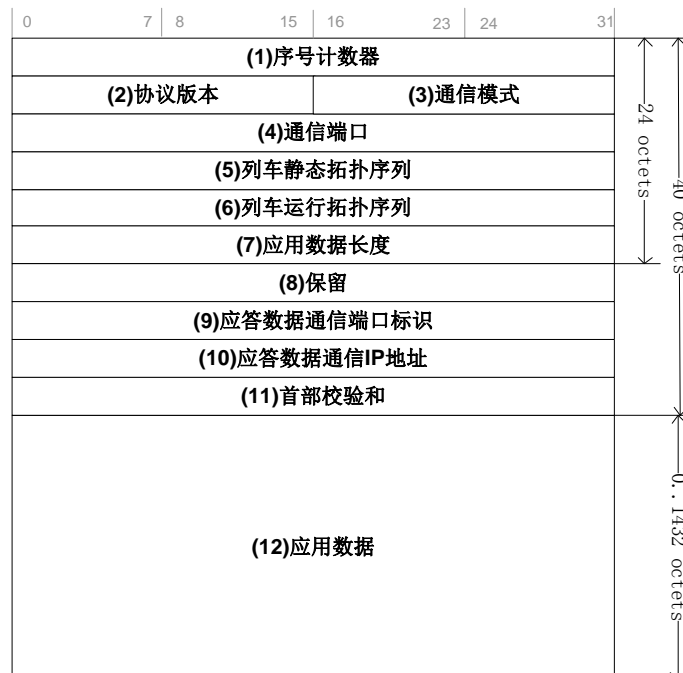 0 7 8 15 16 23 24 31
(1)序号计数器
(2)协议版本 (3)通信模式
(4)通信端口
(5)列车静态拓扑序列
(6)列车运行拓扑序列
(7)应用数据长度
(8)保留
(9)应答数据通信端口标识
(10)应答数据通信IP地址
(11)首部校验和
(12)应用数据
24 octets
40 octets
0..1432 octets